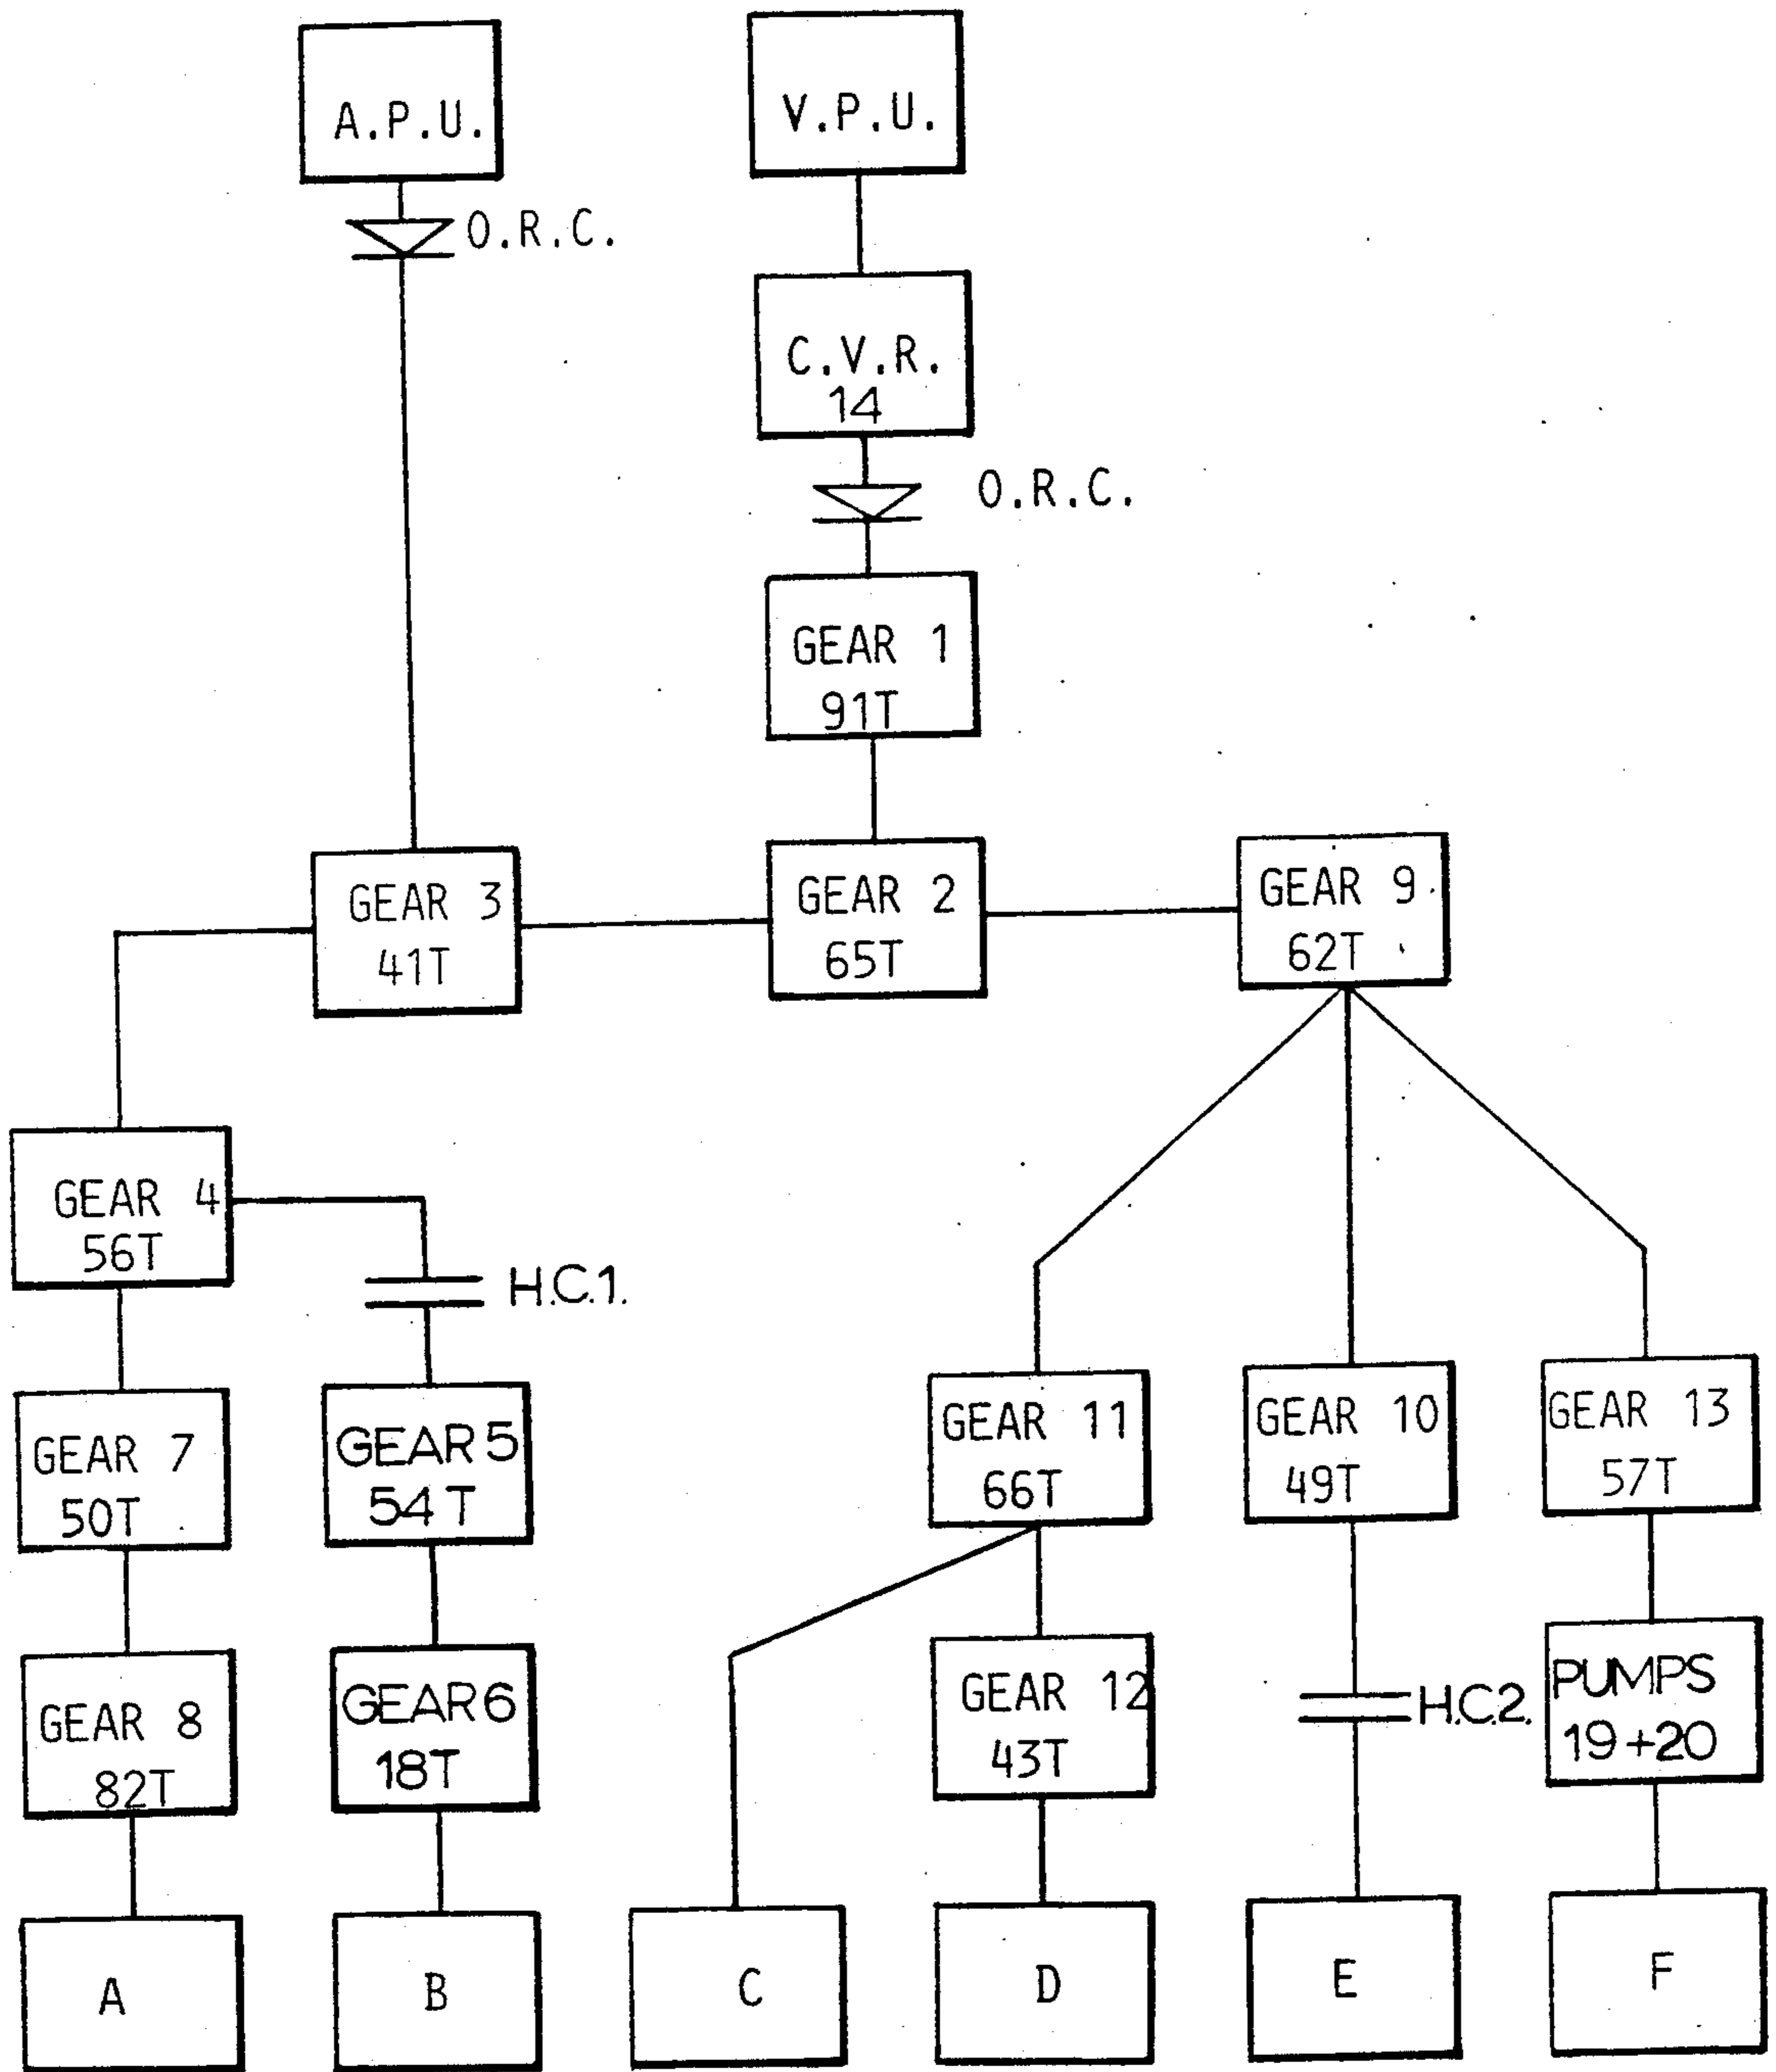 A.P.U.
V.P.U.
O.R.C.
C.V.R.
14
O.R.C.
GEAR 1
91T
GEAR 3
41T
GEAR 2
65T
GEAR 9
62T
GEAR 4
56T
H.C.1.
GEAR 7
50T
GEAR 5
54T
GEAR 11
66T
GEAR 10
49T
GEAR 13
57T
GEAR 8
82T
GEAR 6
18T
GEAR 12
43T
H.C.2.
PUMPS
19+20
A
B
C
D
E
F